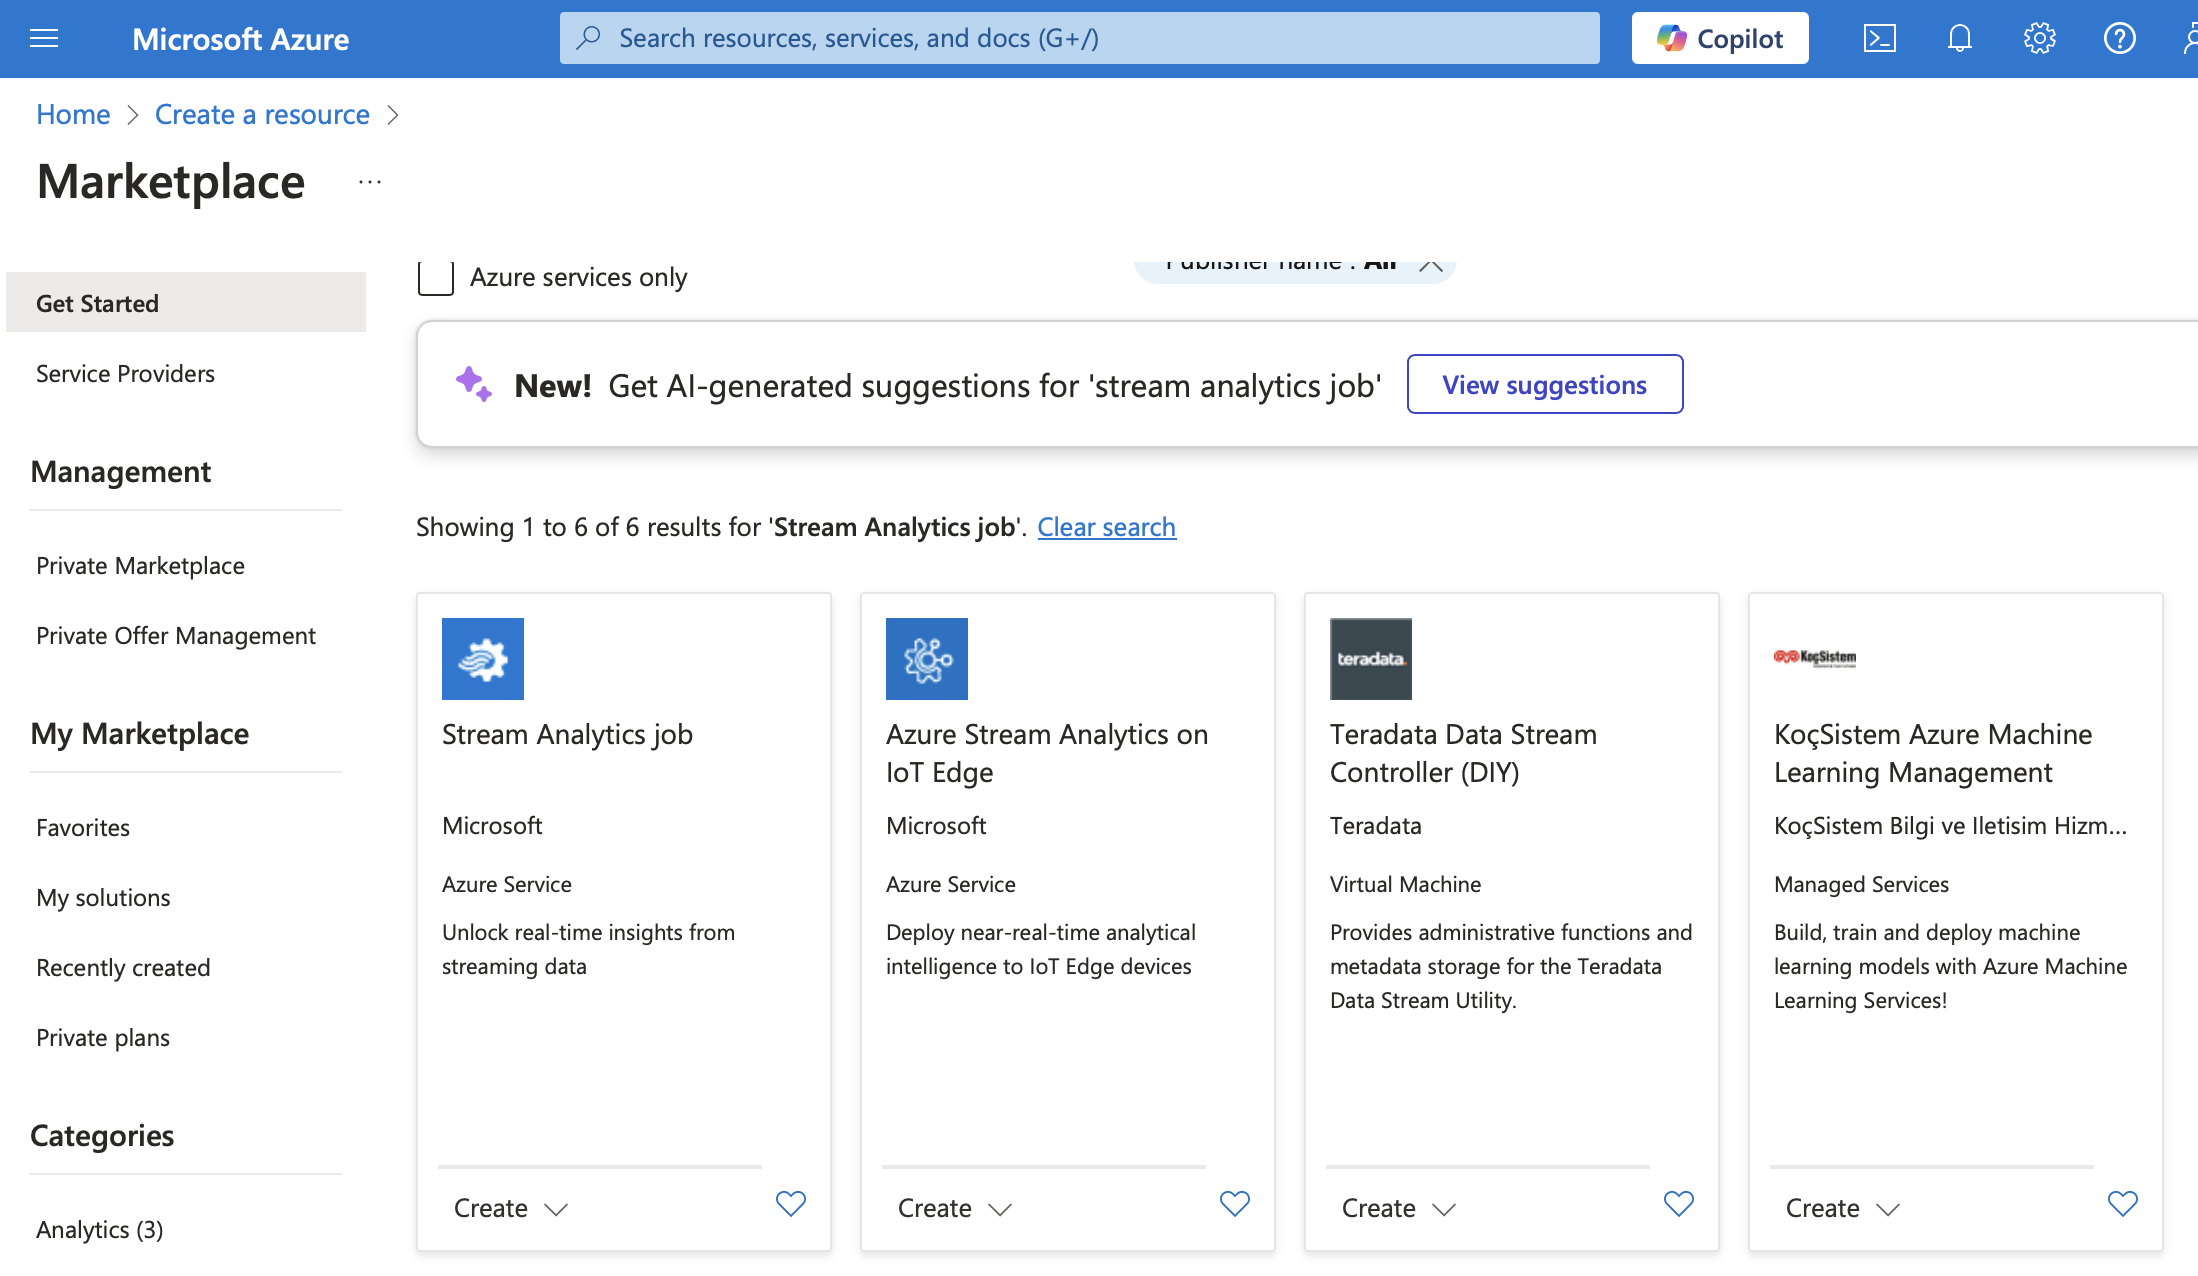 Microsoft Azure
Search resources, services, and docs (G+/)
Copilot
Home
Create a resource
Marketplace
Get Started
Service Providers
Management
Private Marketplace
Private Offer Management
My Marketplace
Favorites
My solutions
Recently created
Private plans
Categories
Analytics (3)
Azure services only
Publisher name : All
New! Get AI-generated suggestions for 'stream analytics job'
View suggestions
Showing 1 to 6 of 6 results for 'Stream Analytics job'. Clear search
Stream Analytics job
Microsoft
Azure Service
Unlock real-time insights from
streaming data
Create
Azure Stream Analytics on
IoT Edge
Microsoft
Azure Service
Deploy near-real-time analytical
intelligence to IoT Edge devices
Create
teradata.
Teradata Data Stream
Controller (DIY)
Teradata
Virtual Machine
Provides administrative functions and
metadata storage for the Teradata
Data Stream Utility.
Create
KoçSistem
KoçSistem Azure Machine
Learning Management
KoçSistem Bilgi ve Iletisim Hizm...
Managed Services
Build, train and deploy machine
learning models with Azure Machine
Learning Services!
Create